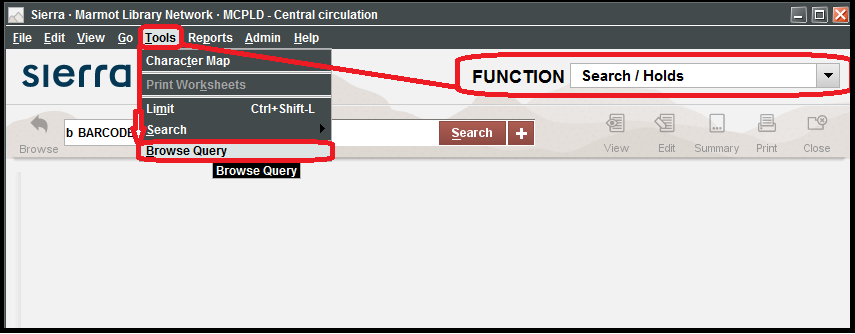 Sierra · Marmot Library Network · MCPLD - Central circulation
File Edit View Go Tools Reports Admin Help
sierra
FUNCTION Search / Holds
Character Map
Print Worksheets
Limit Ctrl+Shift-L
Search
Browse Query
Browse Query
b BARCODE
Search +
Browse
View Edit Summary Print Close